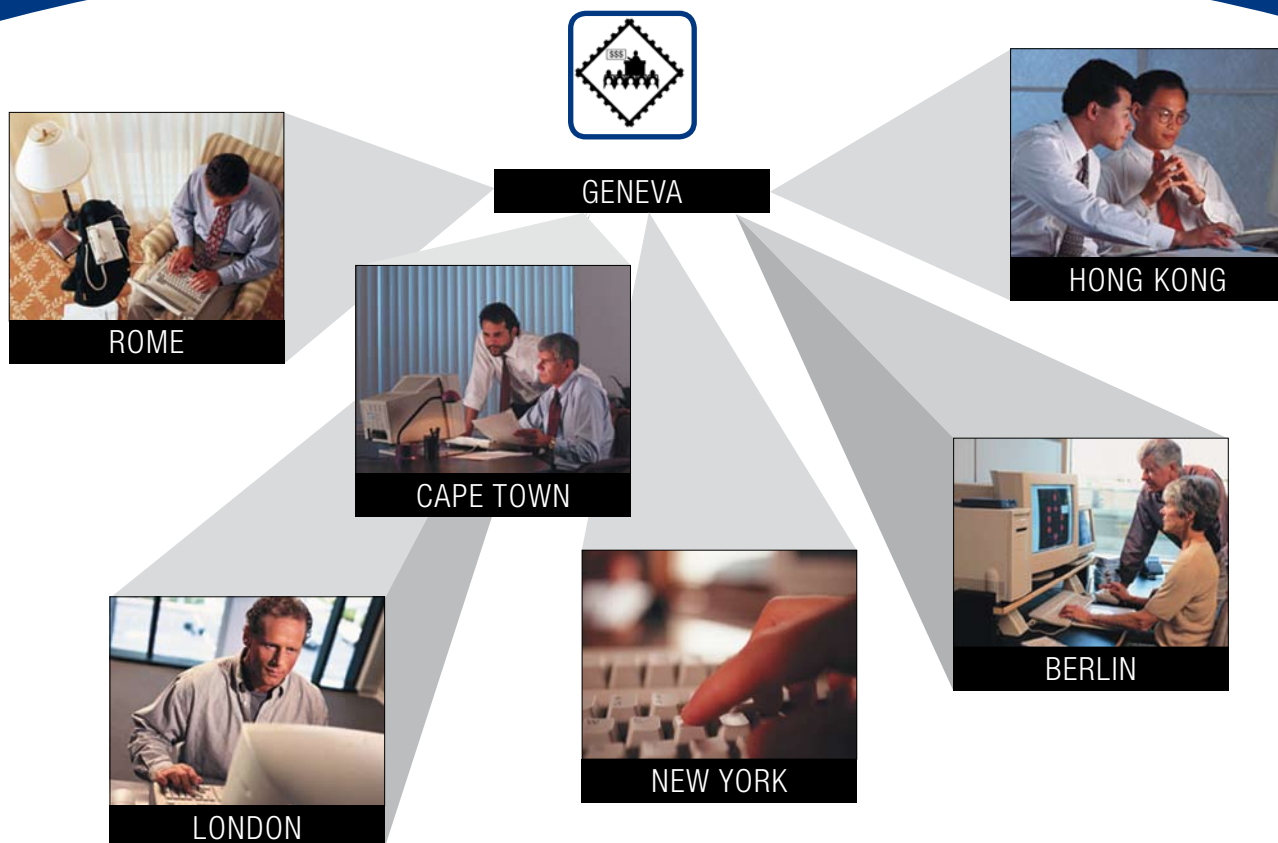 $$$
GENEVA
HONG KONG
ROME
CAPE TOWN
BERLIN
NEW YORK
LONDON